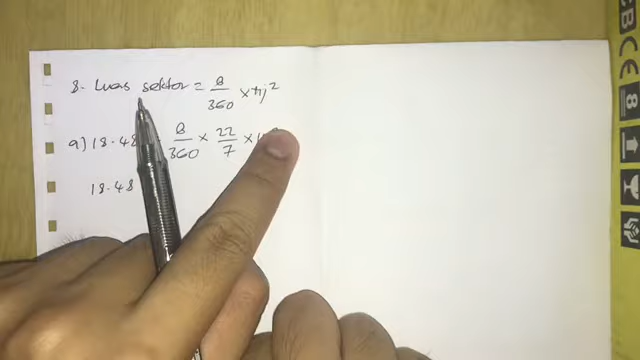 8- Luas sektor = θ/360 × πj²
a) 18.48 θ/360 × 22/7 ×
18.48